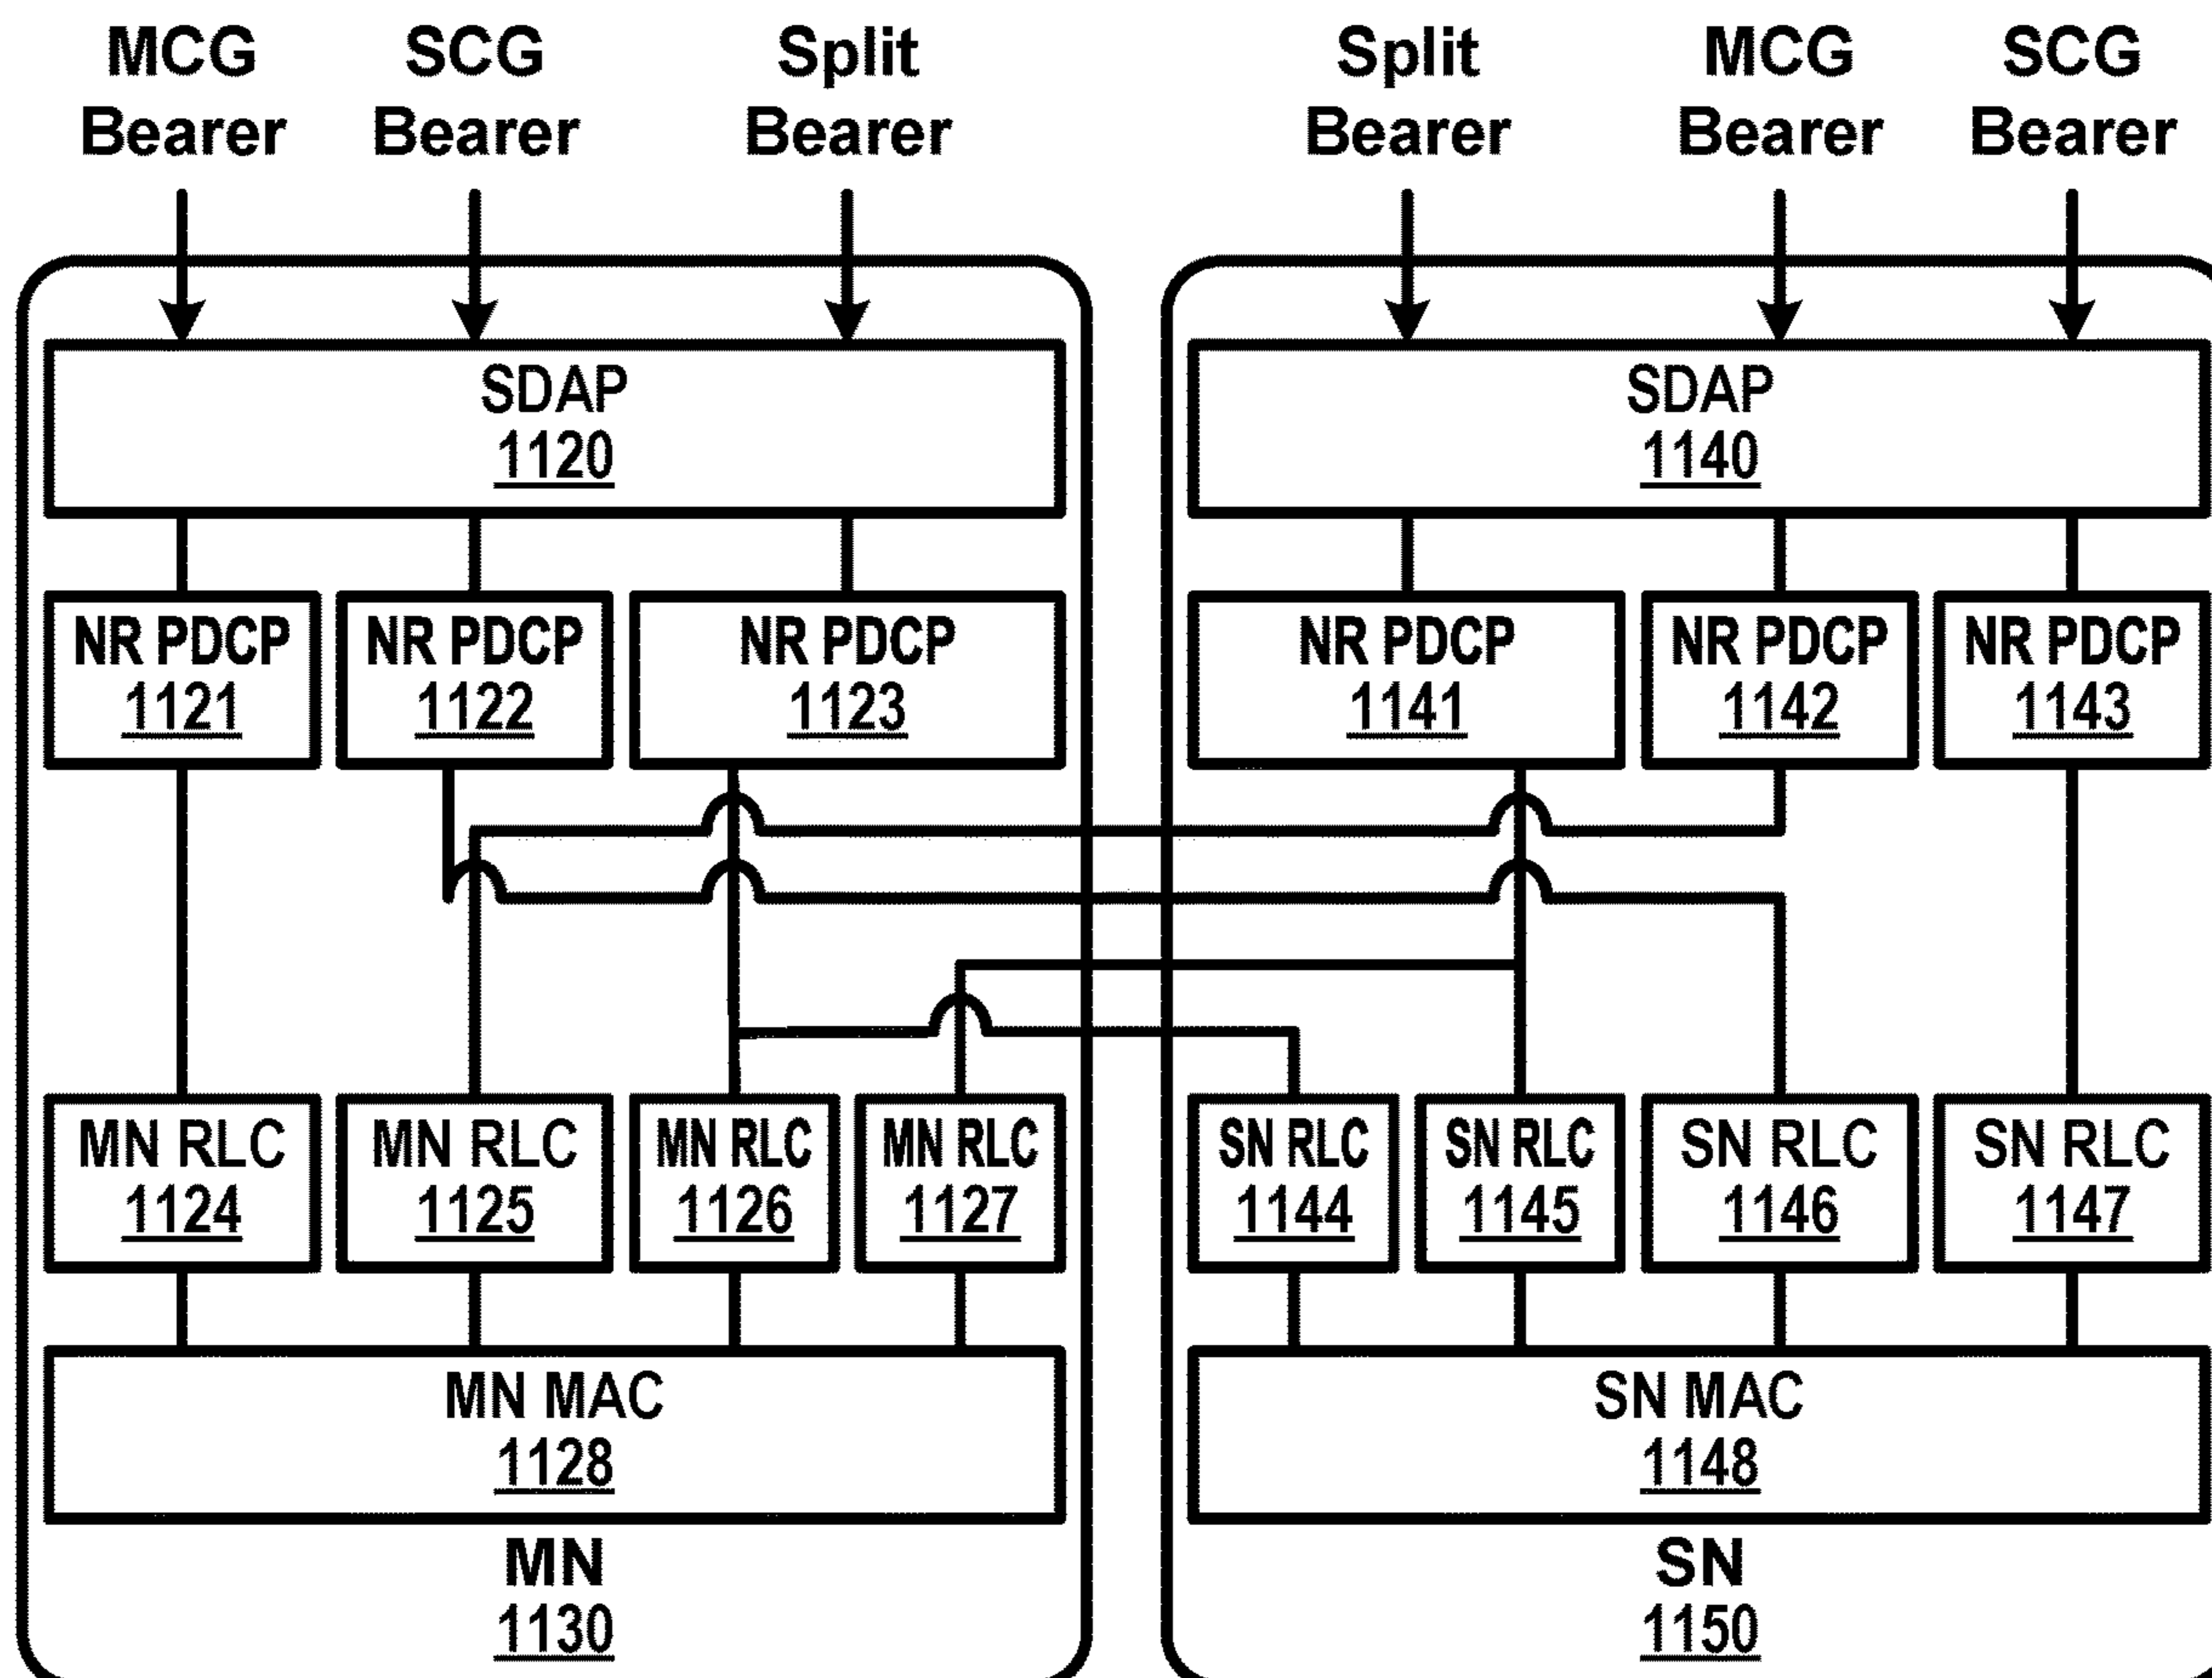 MCG Bearer
SCG Bearer
Split Bearer
Split Bearer
MCG Bearer
SCG Bearer
SDAP
1120
SDAP
1140
NR PDCP
1121
NR PDCP
1122
NR PDCP
1123
NR PDCP
1141
NR PDCP
1142
NR PDCP
1143
MN RLC
1124
MN RLC
1125
MN RLC
1126
MN RLC
1127
SN RLC
1144
SN RLC
1145
SN RLC
1146
SN RLC
1147
MN MAC
1128
SN MAC
1148
MN
1130
SN
1150